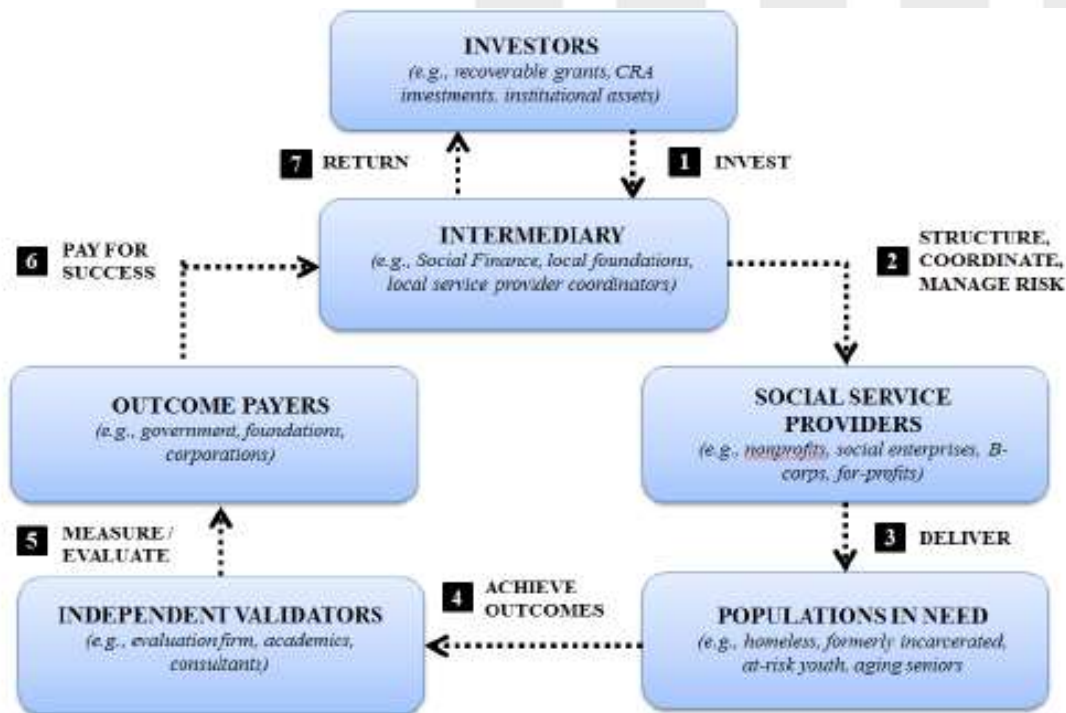 INVESTORS
(e.g., recoverable grants, CRA
investments, institutional assets)
7 RETURN
1 INVEST
INTERMEDIARY
(e.g., Social Finance, local foundations,
local service provider coordinators)
6 PAY FOR
SUCCESS
2 STRUCTURE,
COORDINATE,
MANAGE RISK
OUTCOME PAYERS
(e.g., government, foundations,
corporations)
SOCIAL SERVICE
PROVIDERS
(e.g., nonprofits, social enterprises, B-
corps, for-profits)
5 MEASURE /
EVALUATE
3 DELIVER
INDEPENDENT VALIDATORS
(e.g., evaluation firm, academics,
consultants)
4 ACHIEVE
OUTCOMES
POPULATIONS IN NEED
(e.g., homeless, formerly incarcerated,
at-risk youth, aging seniors